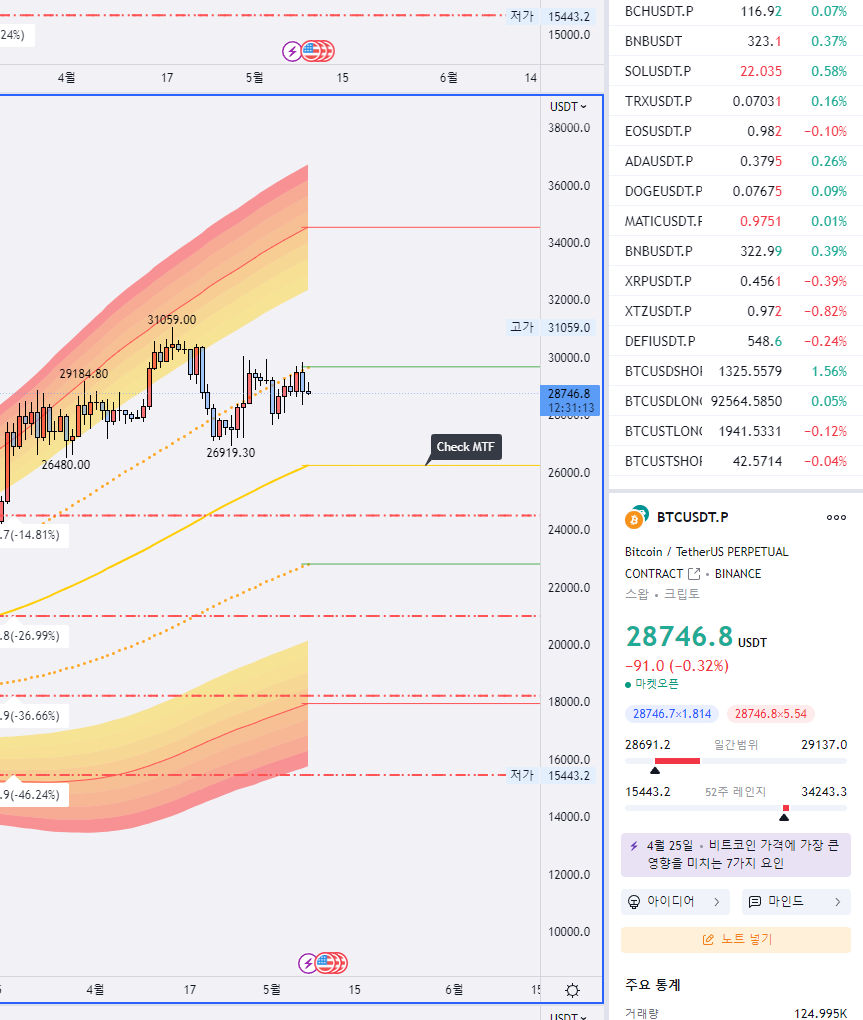 저가 15443.2
24%)
15000.0
4월 17 5월 15 6월 14
USDT
38000.0
36000.0
34000.0
32000.0
31059.00
고가 31059.0
30000.0
29184.80
28746.8
12:31:13
28000.0
26919.30
26480.00
Check MTF
26000.0
24000.0
.7(-14.81%)
22000.0
.8(-26.99%)
20000.0
18000.0
.9(-36.66%)
16000.0
저가 15443.2
.9(-46.24%)
14000.0
12000.0
10000.0
4월 17 5월 15 6월 15
USDT
BCHUSDT.P 116.92 0.07%
BNBUSDT 323.1 0.37%
SOLUSDT.P 22.035 0.58%
TRXUSDT.P 0.07031 0.16%
EOSUSDT.P 0.982 −0.10%
ADAUSDT.P 0.3795 0.26%
DOGEUSDT.P 0.07675 0.09%
MATICUSDT.F 0.9751 0.01%
BNBUSDT.P 322.99 0.39%
XRPUSDT.P 0.4561 −0.39%
XTZUSDT.P 0.972 −0.82%
DEFIUSDT.P 548.6 −0.24%
BTCUSDSHOI 1325.5579 1.56%
BTCUSDLONG 92564.5850 0.05%
BTCUSTLONG 1941.5331 −0.12%
BTCUSTSHOF 42.5714 −0.04%
BTCUSDT.P
Bitcoin / TetherUS PERPETUAL
CONTRACT • BINANCE
스왑 • 크립토
28746.8 USDT
−91.0 (−0.32%)
마켓오픈
28746.7×1.814 28746.8×5.54
28691.2 일간범위 29137.0
15443.2 52주 레인지 34243.3
4월 25일 • 비트코인 가격에 가장 큰
영향을 미치는 7가지 요인
아이디어 마인드
노트 넣기
주요 통계
거래량 124.995K